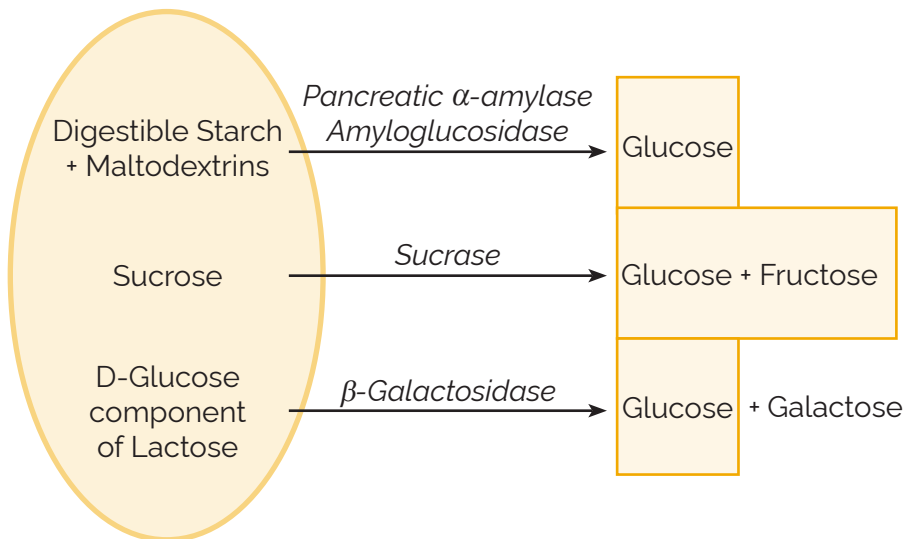 Pancreatic α-amylase
Amyloglucosidase
Digestible Starch
+ Maltodextrins
Glucose
Sucrose
Sucrase
Glucose + Fructose
D-Glucose
component
of Lactose
β-Galactosidase
Glucose + Galactose